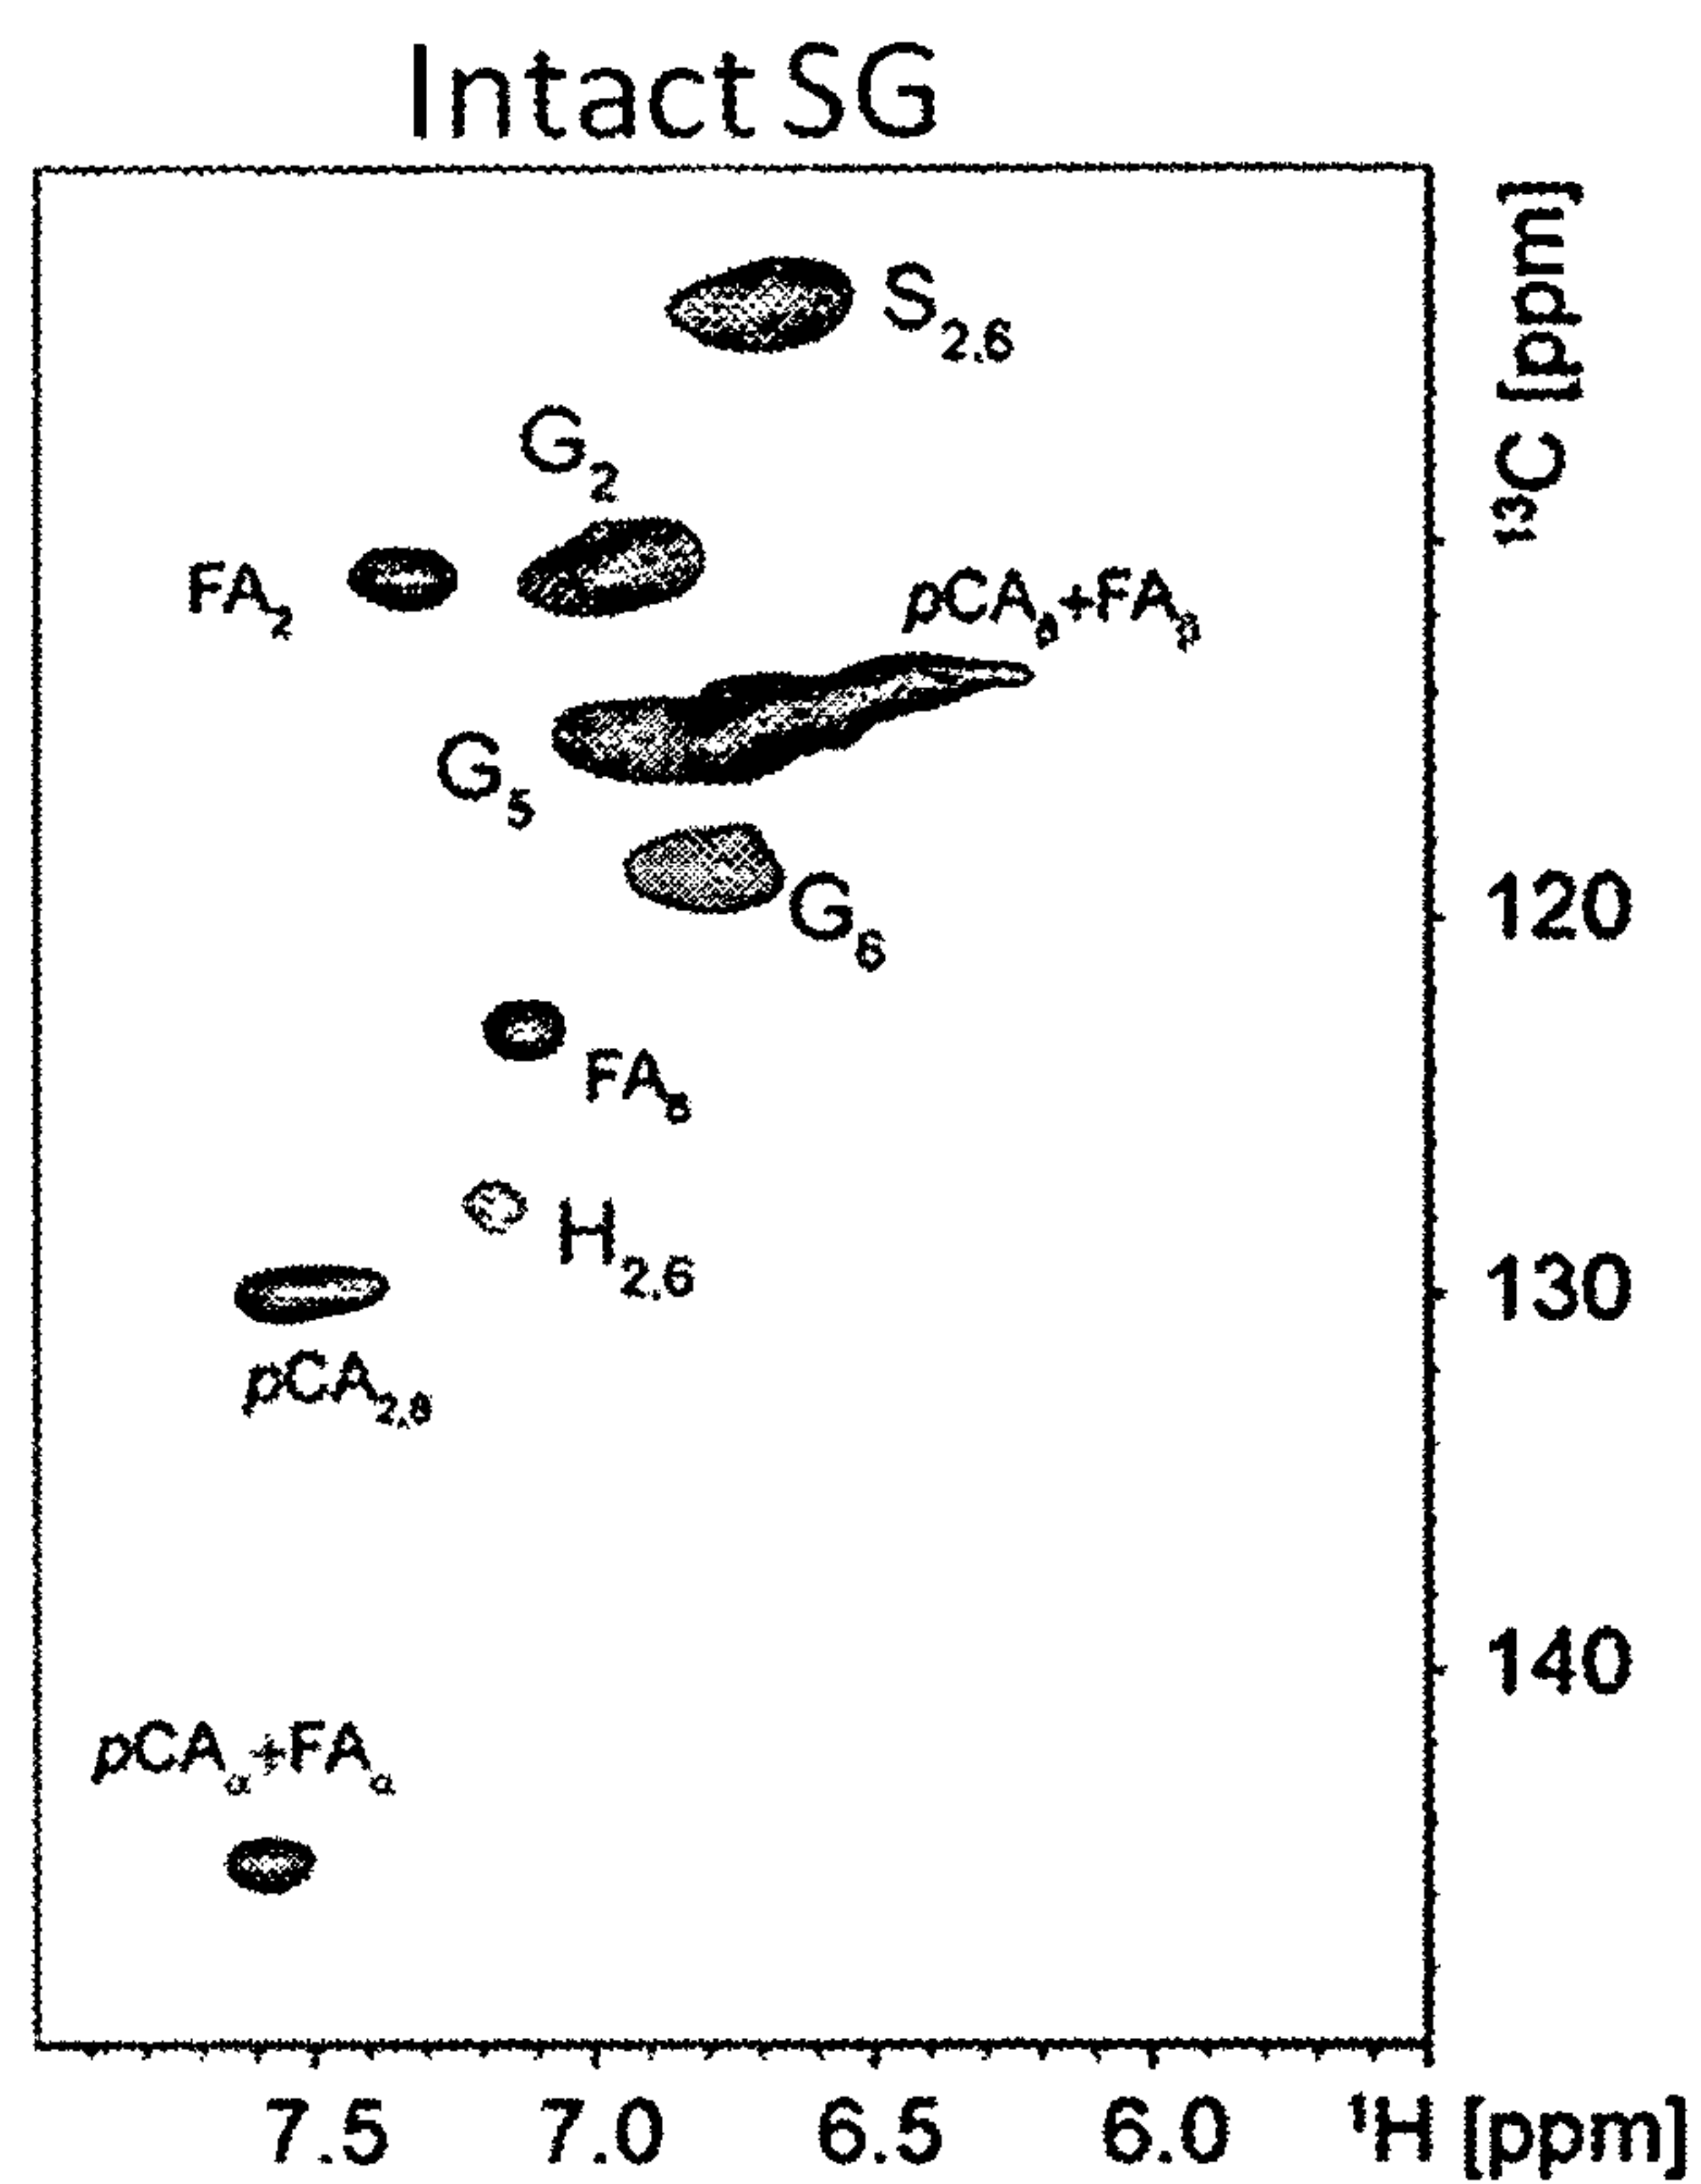 Intact SG
¹³C [ppm]
S2.6
G2
FA2
pCAβ+FAβ
G5
120
G6
FA6
H2.6
130
pCA2.6
140
pCAα+FAα
7.5 7.0 6.5 6.0 ¹H [ppm]